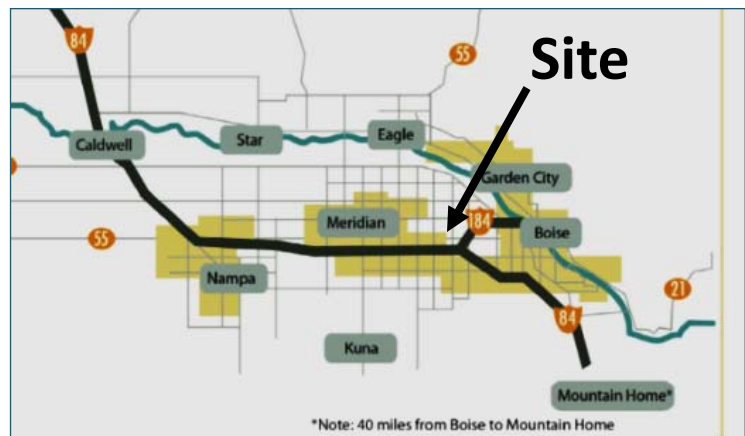 84
55
Site
Caldwell
Star
Eagle
Garden City
Meridian
184
Boise
55
Nampa
21
84
Kuna
Mountain Home*
*Note: 40 miles from Boise to Mountain Home